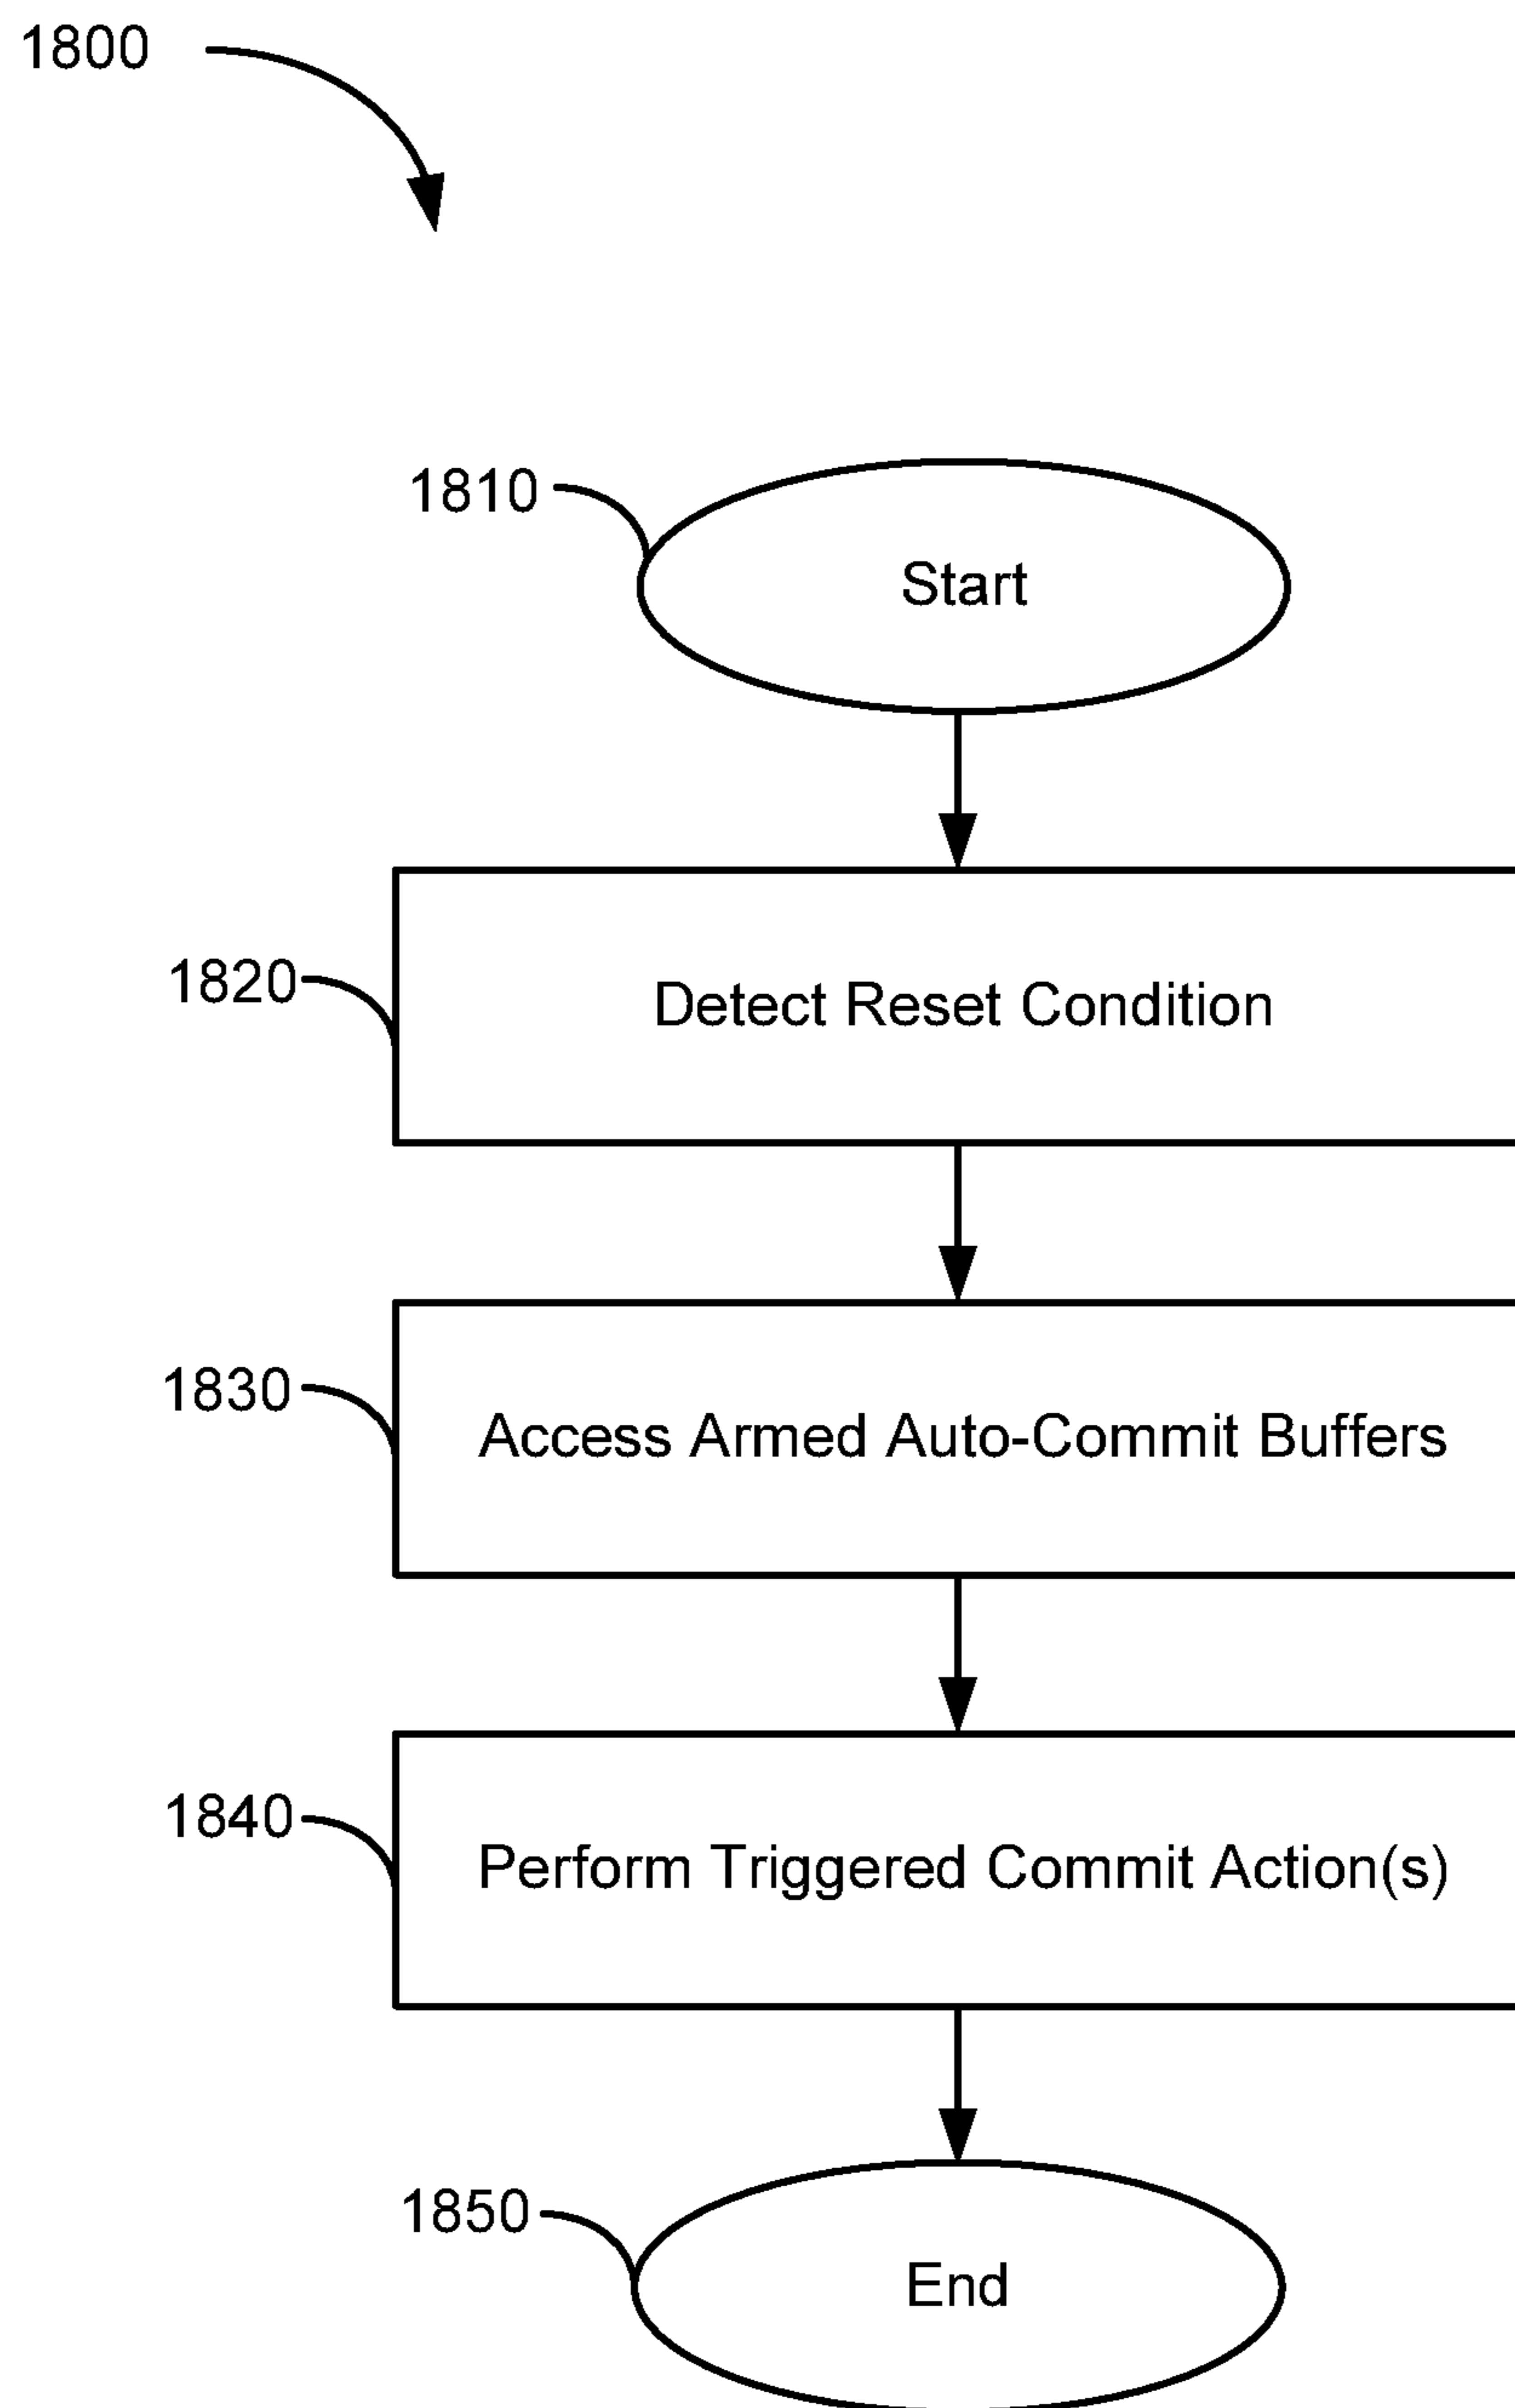 1800
1810
Start
1820
Detect Reset Condition
1830
Access Armed Auto-Commit Buffers
1840
Perform Triggered Commit Action(s)
1850
End